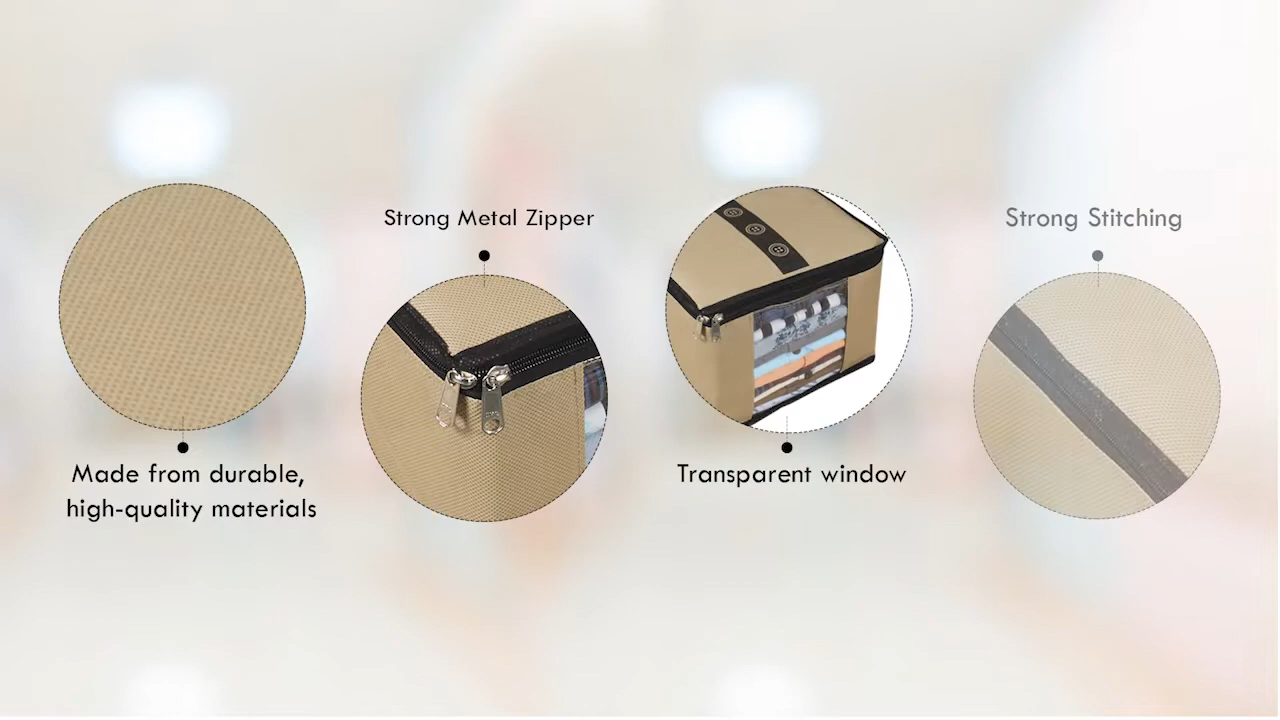 Made from durable,
high-quality materials
Strong Metal Zipper
Transparent window
Strong Stitching